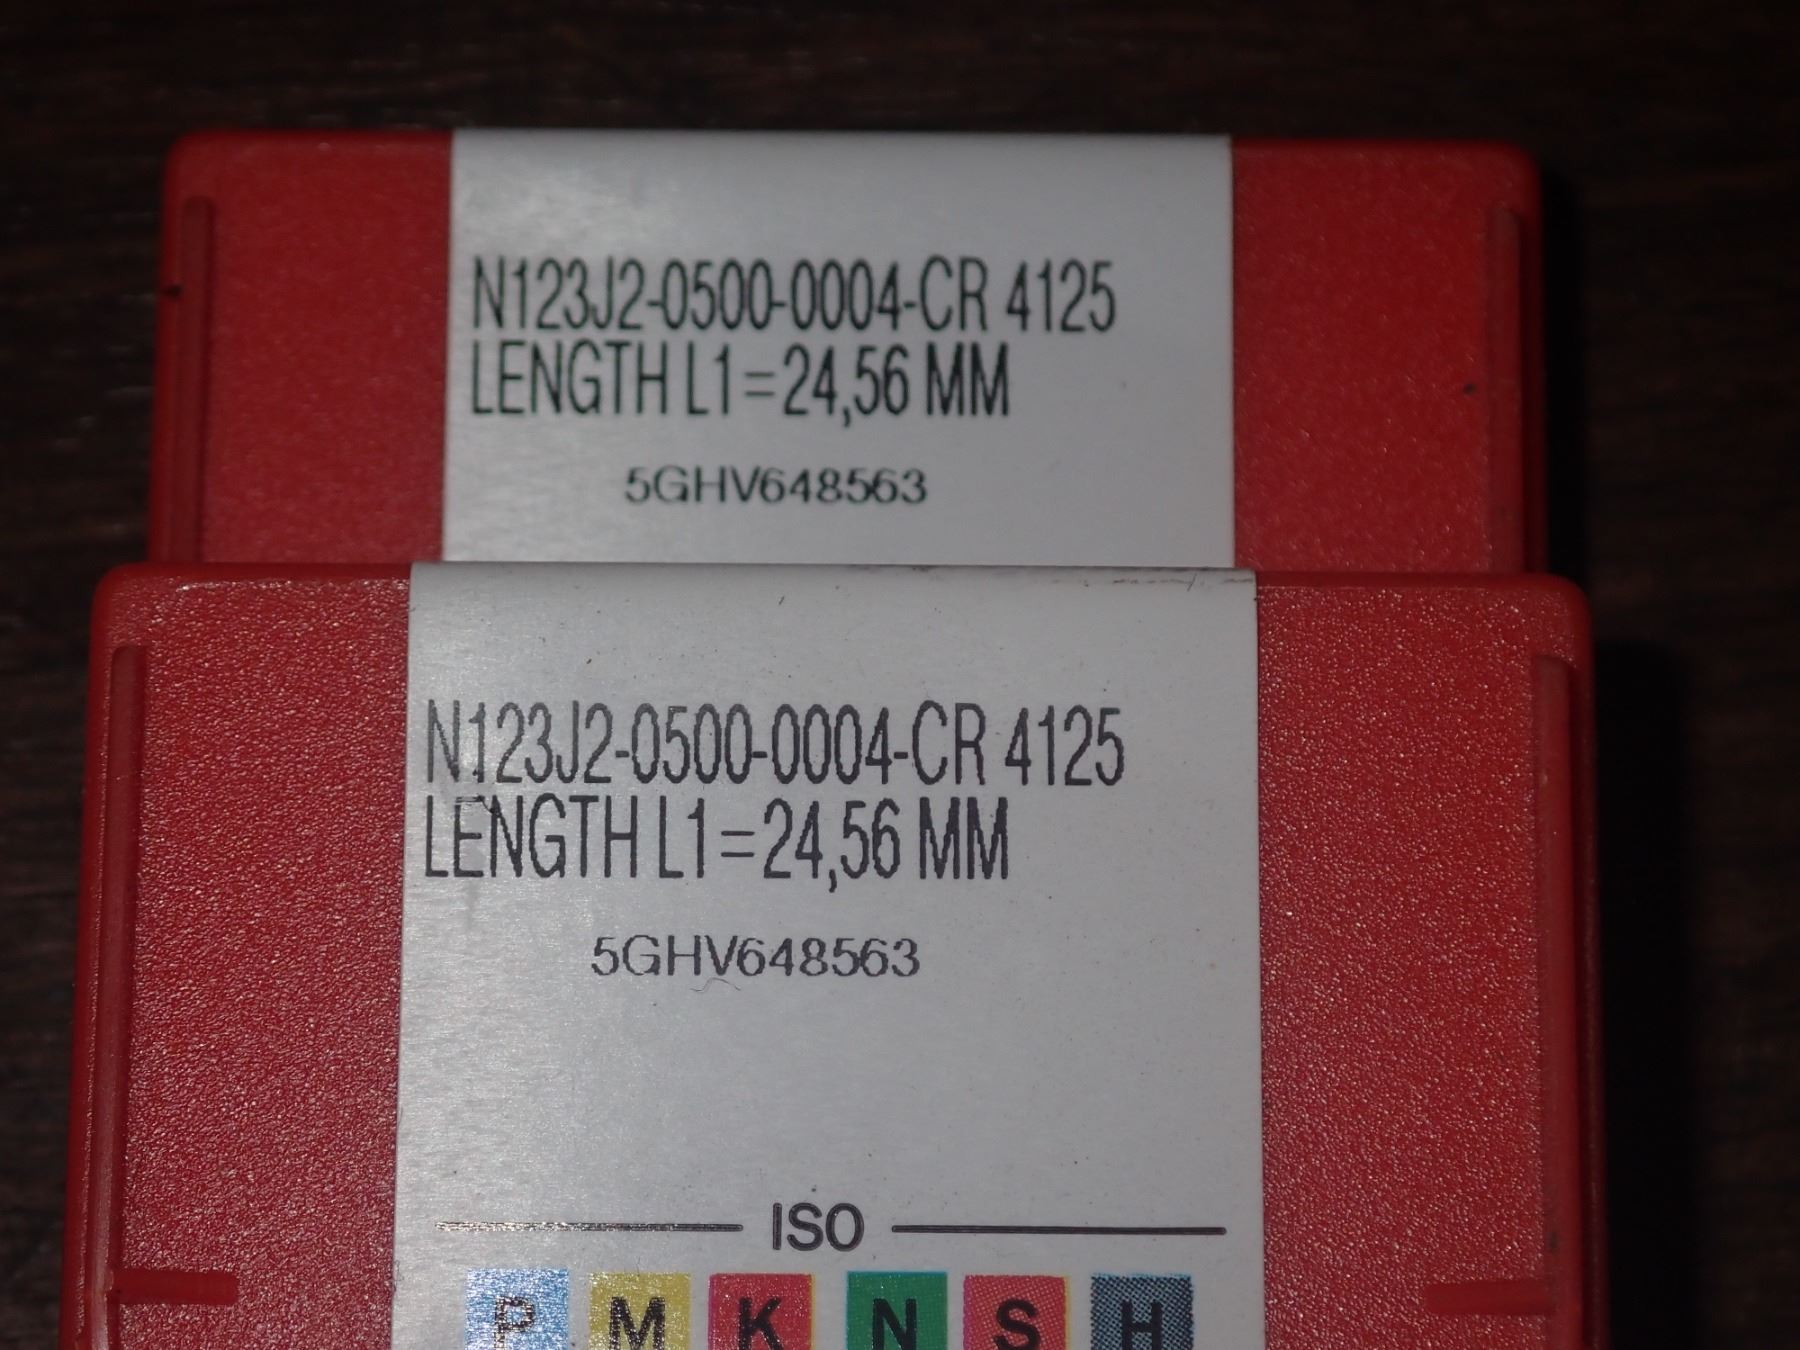 N123J2-0500-0004-CR 4125
LENGTH L1=24,56 MM
5GHV648563
N123J2-0500-0004-CR 4125
LENGTH L1=24,56 MM
5GHV648563
ISO
P M K N S H